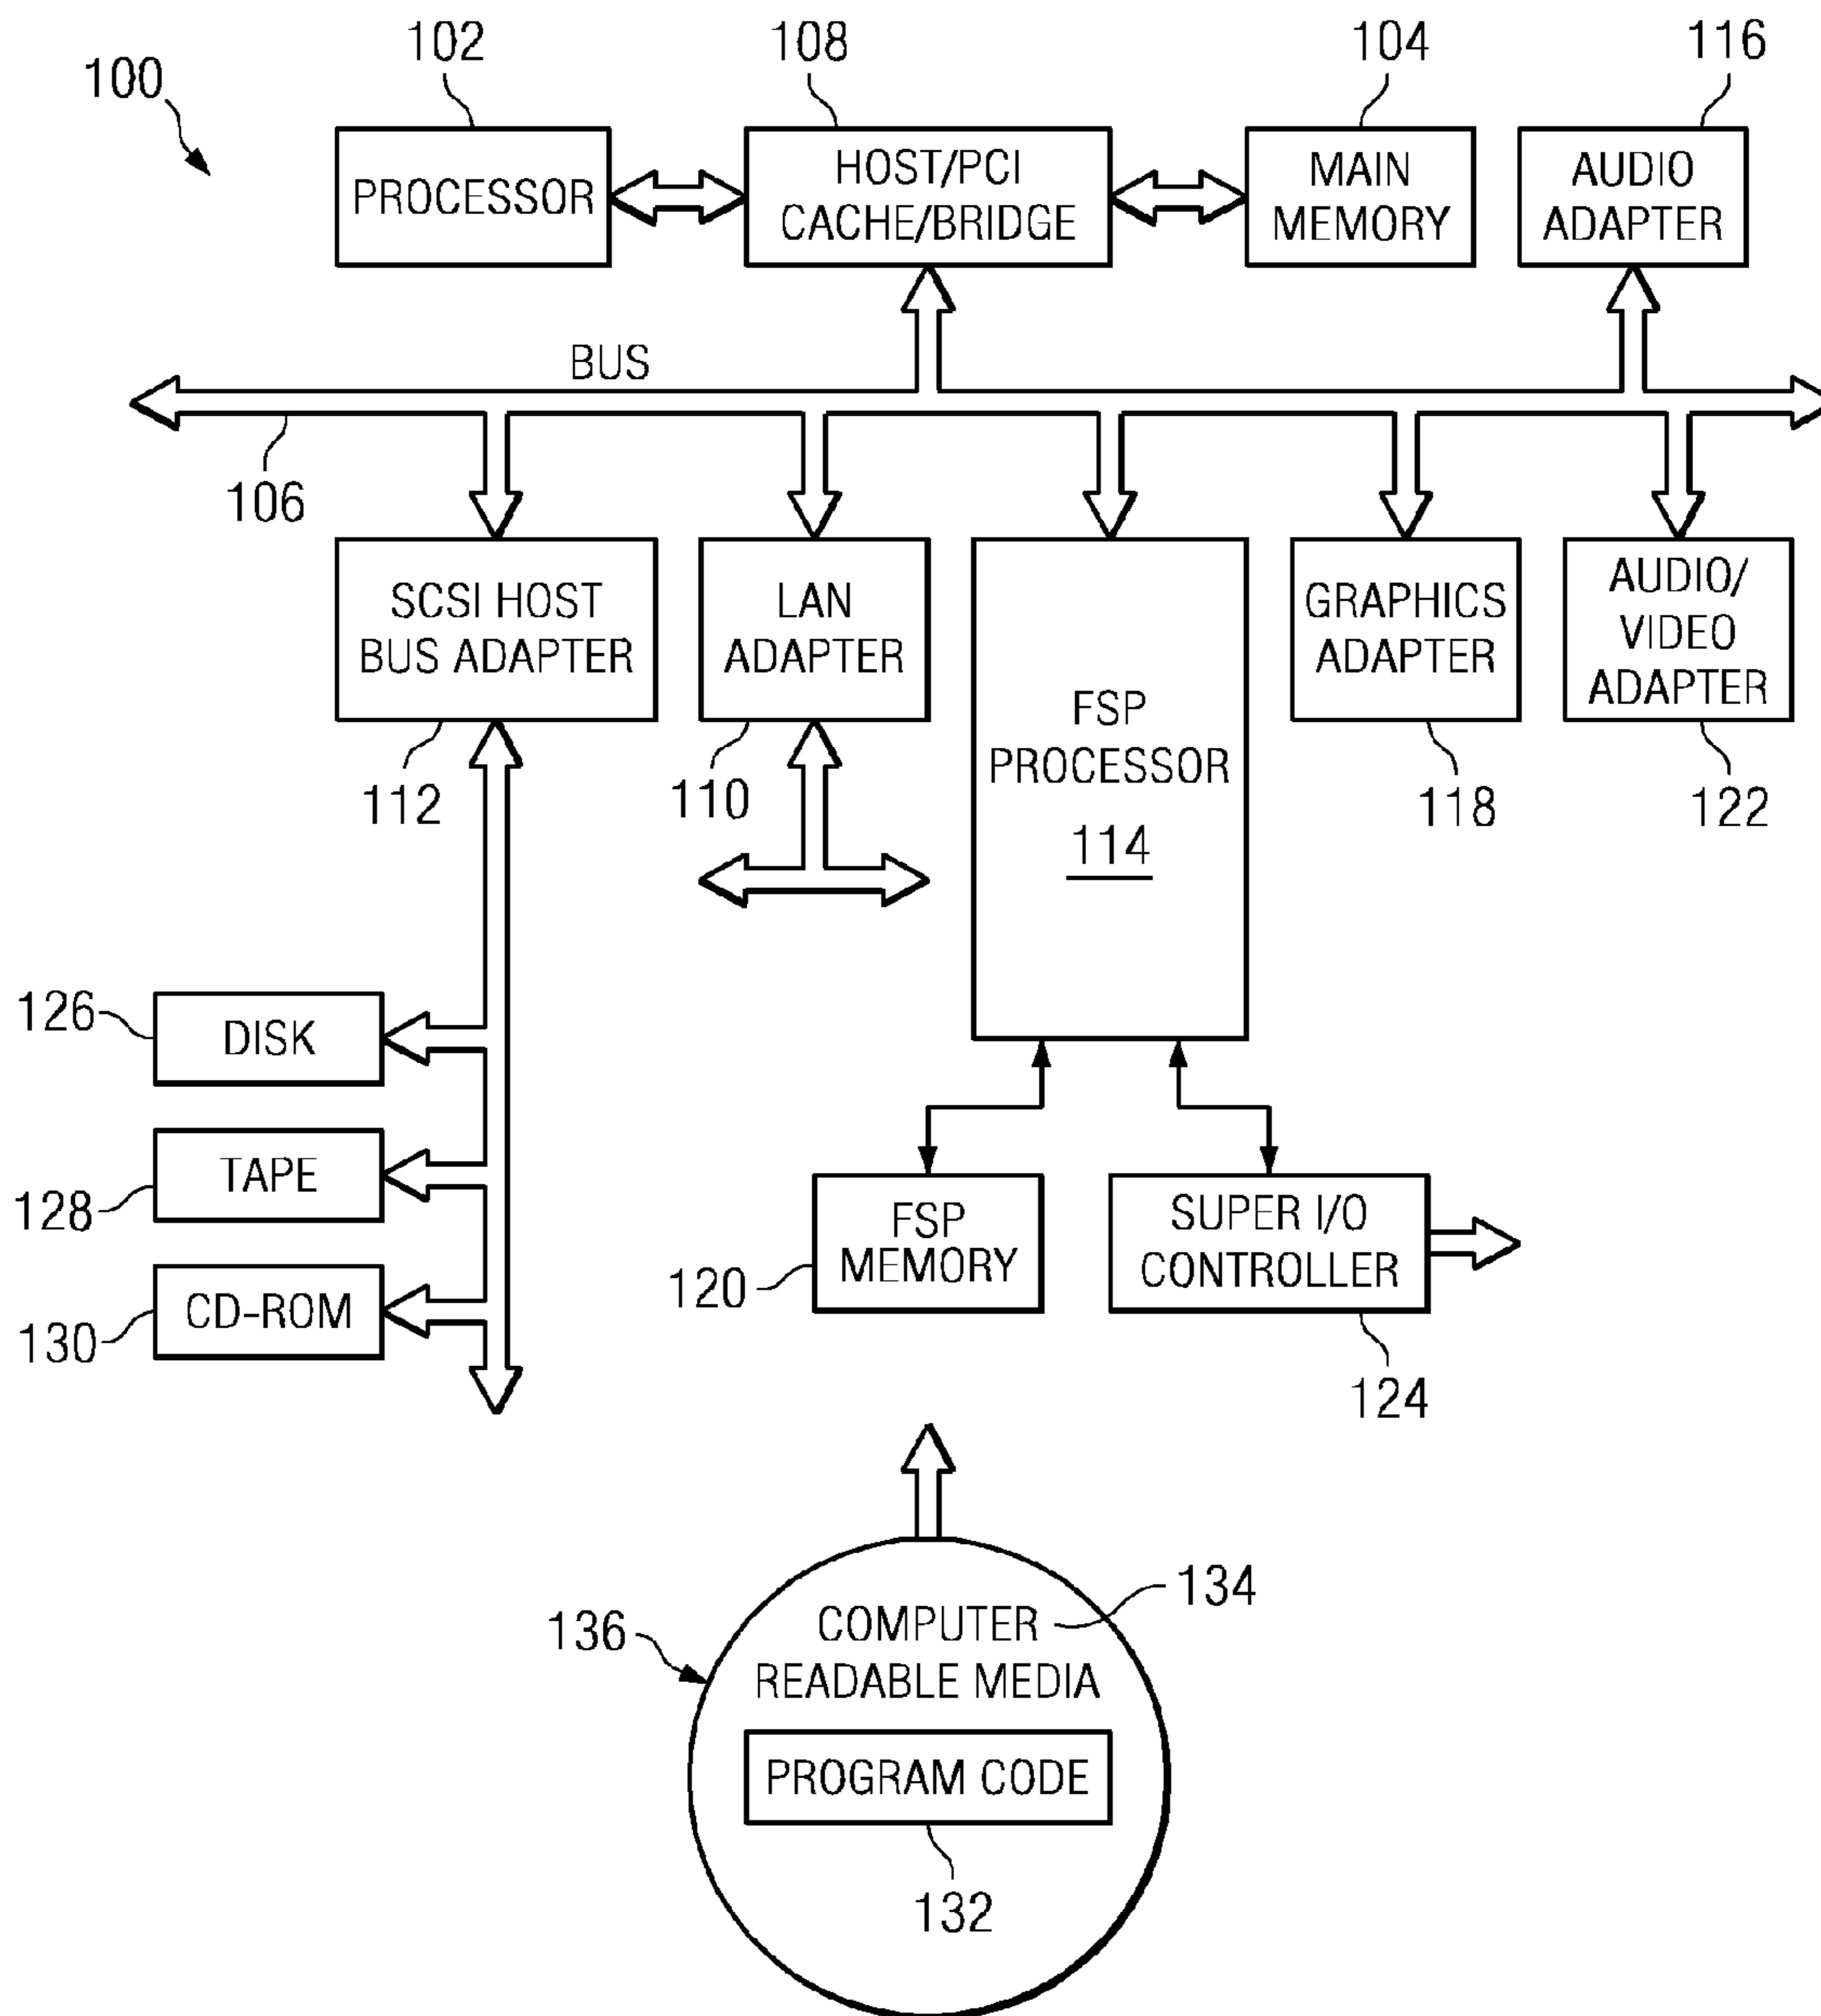 100
102
108
104
116
PROCESSOR
HOST/PCI
CACHE/BRIDGE
MAIN
MEMORY
AUDIO
ADAPTER
BUS
106
SCSI HOST
BUS ADAPTER
LAN
ADAPTER
FSP
PROCESSOR
114
GRAPHICS
ADAPTER
AUDIO/
VIDEO
ADAPTER
112
110
118
122
126
DISK
128
TAPE
130
CD-ROM
120
FSP
MEMORY
SUPER I/O
CONTROLLER
124
136
134
COMPUTER
READABLE MEDIA
PROGRAM CODE
132